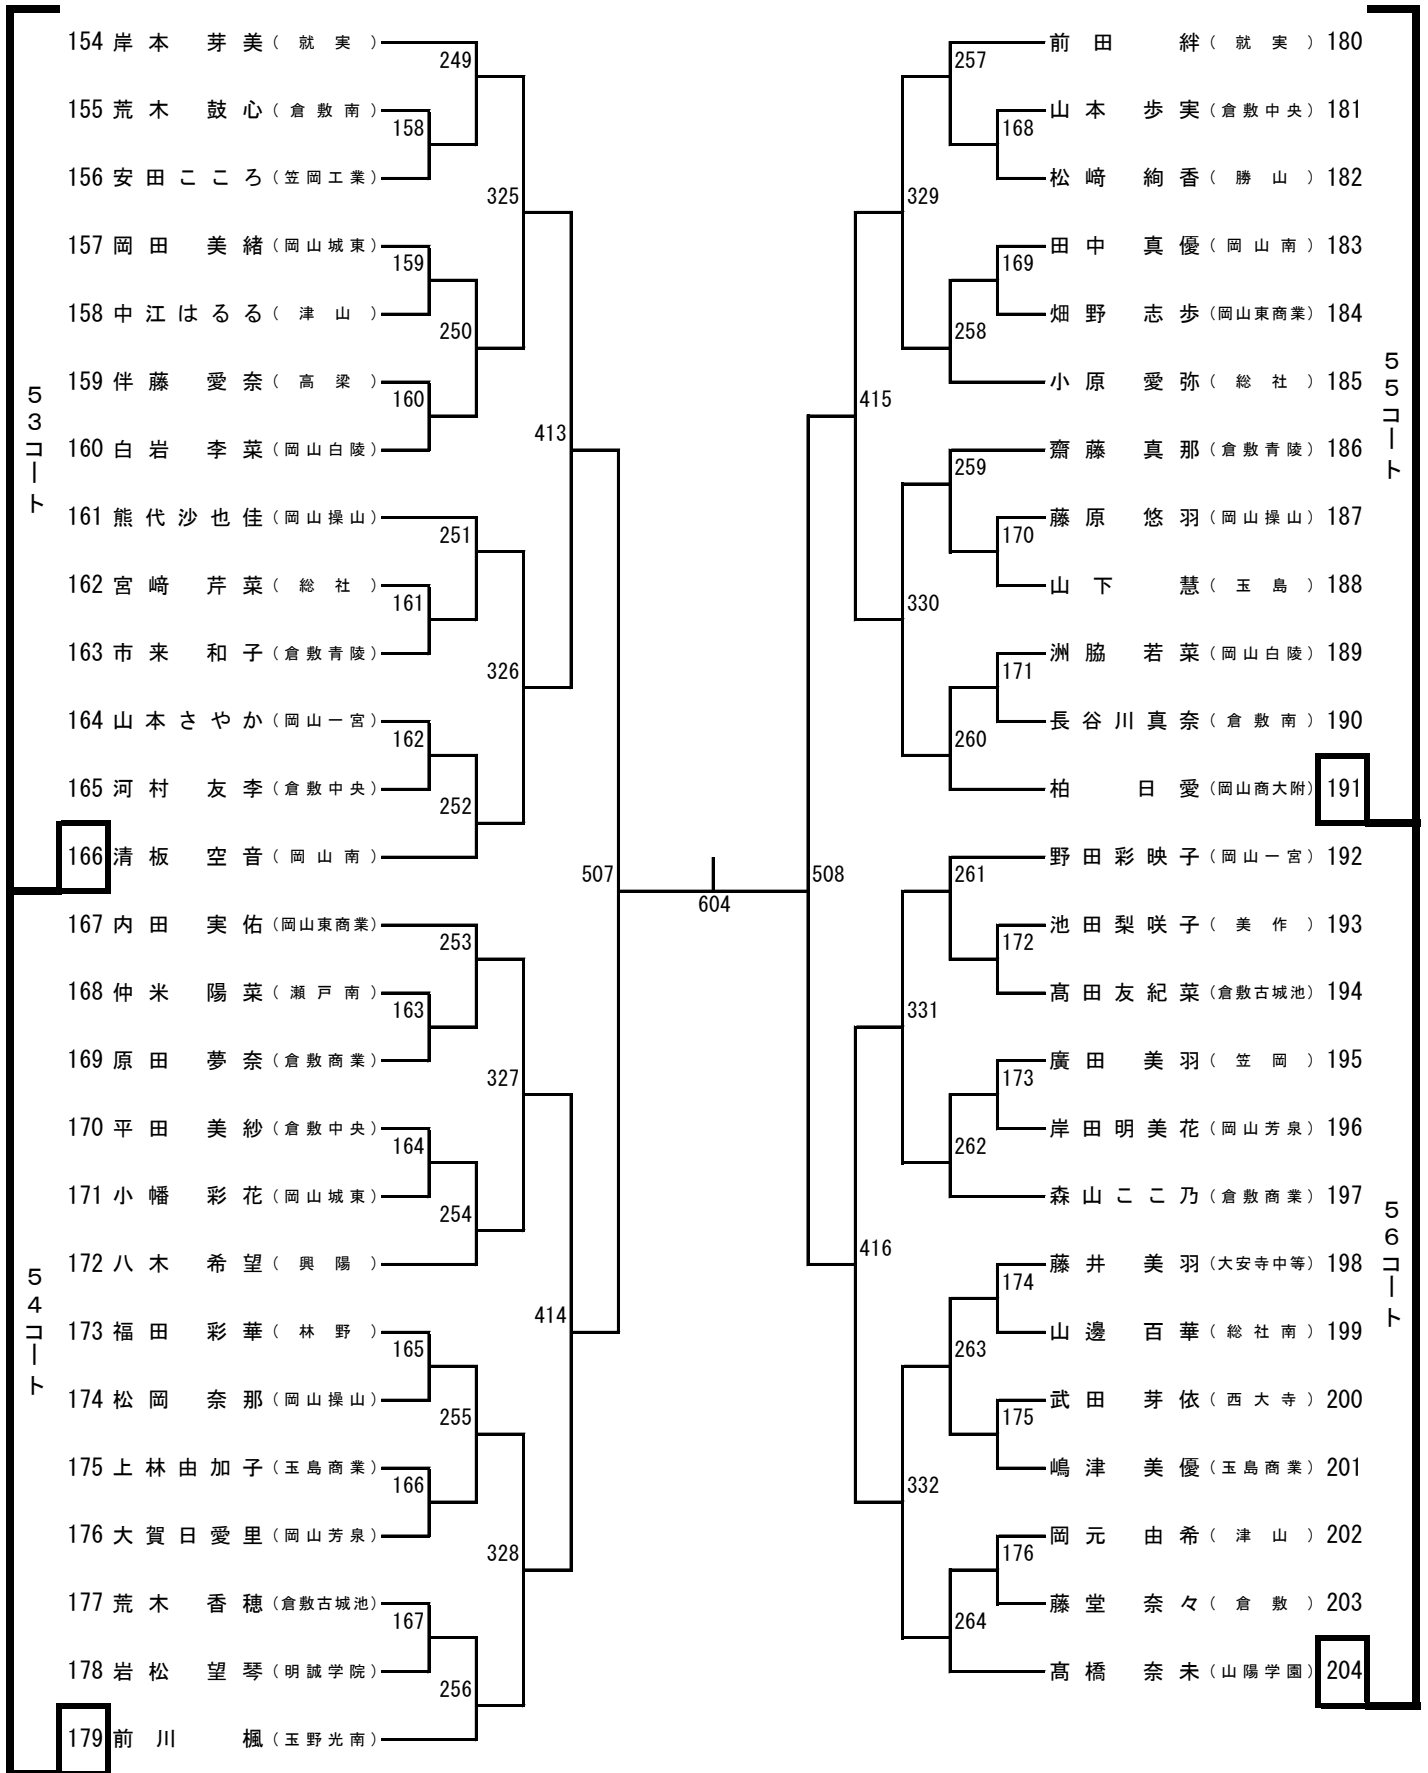 154 岸本 芽美（就実）
155 荒木 鼓心（倉敷南）
156 安田こころ（笠岡工業）
157 岡田 美緒（岡山城東）
158 中江はるる（津山）
159 伴藤 愛奈（高梁）
160 白岩 李菜（岡山白陵）
161 熊代沙也佳（岡山操山）
162 宮﨑 芹菜（総社）
163 市来 和子（倉敷青陵）
164 山本さやか（岡山一宮）
165 河村 友李（倉敷中央）
166 清板 空音（岡山南）
167 内田 実佑（岡山東商業）
168 仲米 陽菜（瀬戸南）
169 原田 夢奈（倉敷商業）
170 平田 美紗（倉敷中央）
171 小幡 彩花（岡山城東）
172 八木 希望（興陽）
173 福田 彩華（林野）
174 松岡 奈那（岡山操山）
175 上林由加子（玉島商業）
176 大賀日愛里（岡山芳泉）
177 荒木 香穂（倉敷古城池）
178 岩松 望琴（明誠学院）
179 前川 楓（玉野光南）
53コート
54コート
158
159
160
161
162
163
164
165
166
167
249
250
251
252
253
254
255
256
325
326
327
328
413
414
507
604
508
415
416
329
330
331
332
257
258
259
260
261
262
263
264
168
169
170
171
172
173
174
175
176
前田 絆（就実）180
山本 歩実（倉敷中央）181
松﨑 絢香（勝山）182
田中 真優（岡山南）183
畑野 志歩（岡山東商業）184
小原 愛弥（総社）185
齋藤 真那（倉敷青陵）186
藤原 悠羽（岡山操山）187
山下 慧（玉島）188
洲脇 若菜（岡山白陵）189
長谷川真奈（倉敷南）190
柏 日愛（岡山商大附）191
野田彩映子（岡山一宮）192
池田梨咲子（美作）193
髙田友紀菜（倉敷古城池）194
廣田 美羽（笠岡）195
岸田明美花（岡山芳泉）196
森山ここ乃（倉敷商業）197
藤井 美羽（大安寺中等）198
山邊 百華（総社南）199
武田 芽依（西大寺）200
嶋津 美優（玉島商業）201
岡元 由希（津山）202
藤堂 奈々（倉敷）203
髙橋 奈未（山陽学園）204
55コート
56コート